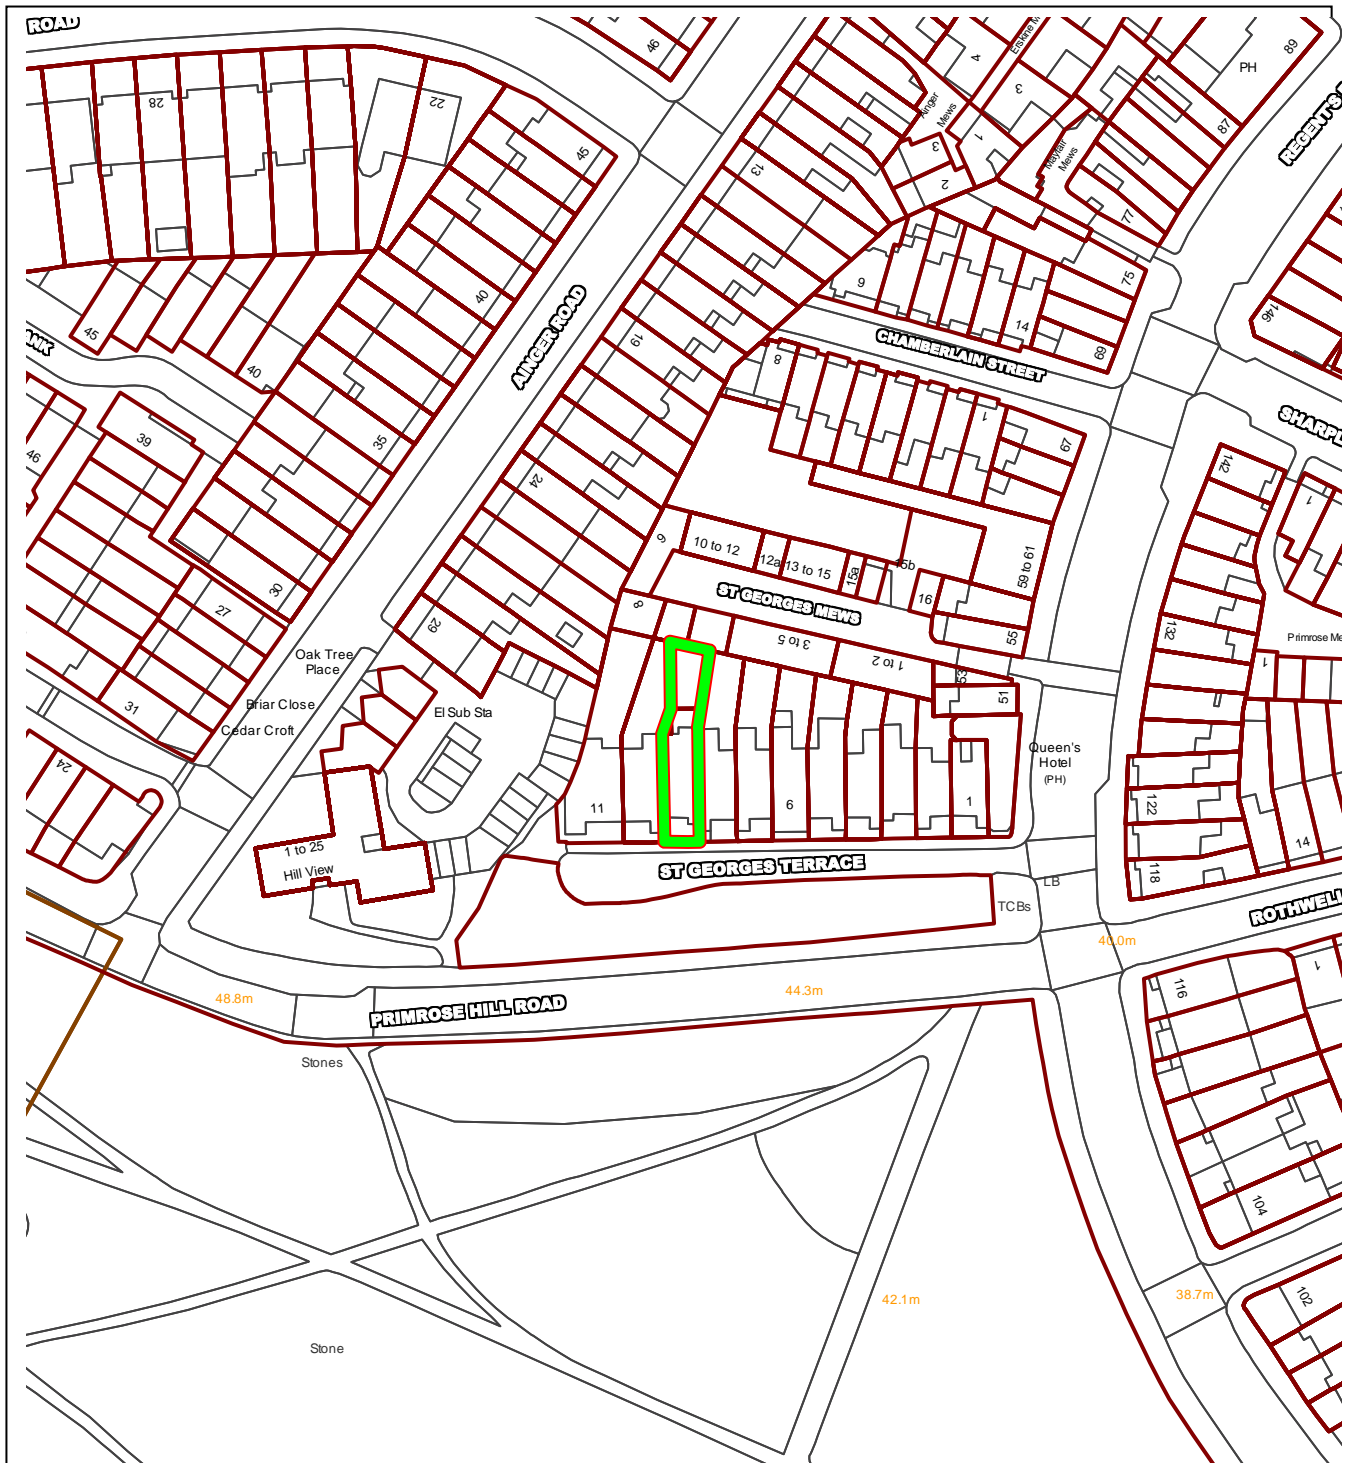 ROAD
46
4
Erskine M
PH
89
3
28
22
Ainger
Mews
1
87
REGENT'S
45
13
3
2
Mayfair
Mews
77
40
AINGER ROAD
9
75
14
69
146
45
19
CHAMBERLAIN STREET
ANK
40
8
1
67
SHARPL
39
35
46
24
142
1
9
10 to 12
12a
13 to 15
15a
15b
59 to 61
30
ST GEORGES MEWS
16
27
8
29
3 to 5
55
132
Primrose Me
Oak Tree
Place
1 to 2
53
1
31
Briar Close
El Sub Sta
51
Cedar Croft
Queen's
Hotel
(PH)
24
11
6
1
122
1 to 25
Hill View
14
ST GEORGES TERRACE
118
LB
TCBs
ROTHWELL
40.0m
1
48.8m
44.3m
116
PRIMROSE HILL ROAD
Stones
104
42.1m
38.7m
102
Stone